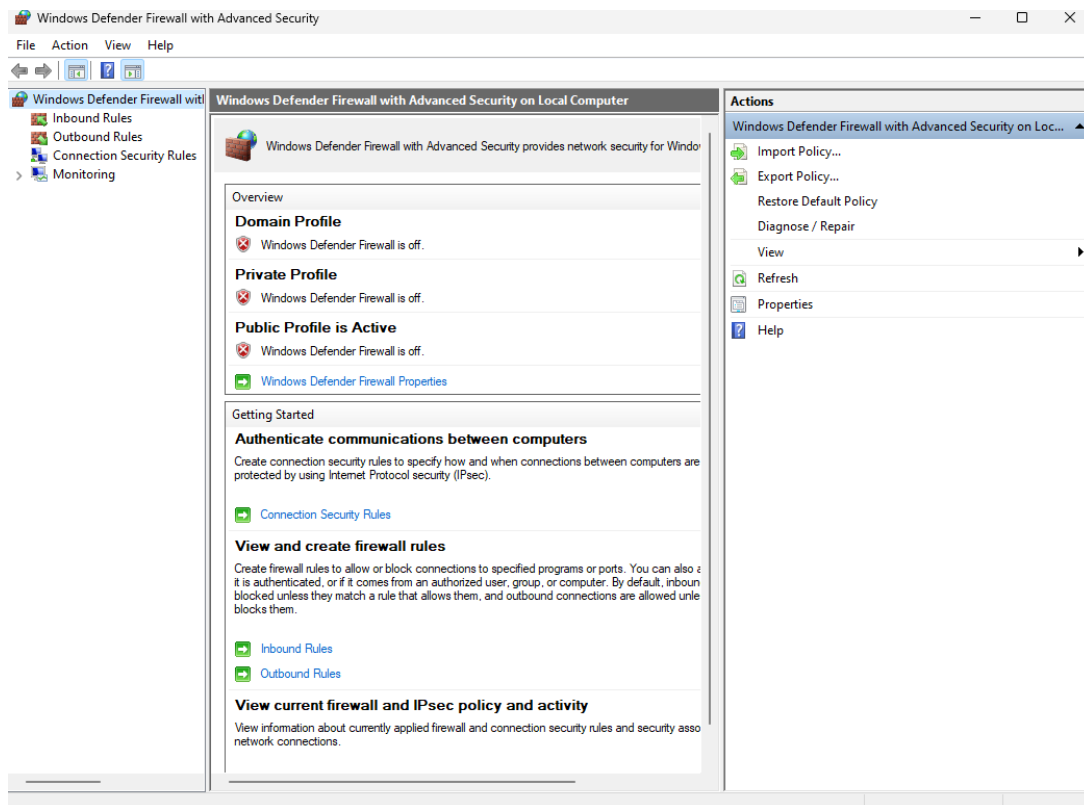 Windows Defender Firewall with Advanced Security
File Action View Help
Windows Defender Firewall with
Inbound Rules
Outbound Rules
Connection Security Rules
Monitoring
Windows Defender Firewall with Advanced Security on Local Computer
Windows Defender Firewall with Advanced Security provides network security for Windov
Overview
Domain Profile
Windows Defender Firewall is off.
Private Profile
Windows Defender Firewall is off.
Public Profile is Active
Windows Defender Firewall is off.
Windows Defender Firewall Properties
Getting Started
Authenticate communications between computers
Create connection security rules to specify how and when connections between computers are
protected by using Internet Protocol security (IPsec).
Connection Security Rules
View and create firewall rules
Create firewall rules to allow or block connections to specified programs or ports. You can also a
it is authenticated, or if it comes from an authorized user, group, or computer. By default, inboun
blocked unless they match a rule that allows them, and outbound connections are allowed unle
blocks them.
Inbound Rules
Outbound Rules
View current firewall and IPsec policy and activity
View information about currently applied firewall and connection security rules and security asso
network connections.
Actions
Windows Defender Firewall with Advanced Security on Loc...
Import Policy...
Export Policy...
Restore Default Policy
Diagnose / Repair
View
Refresh
Properties
Help